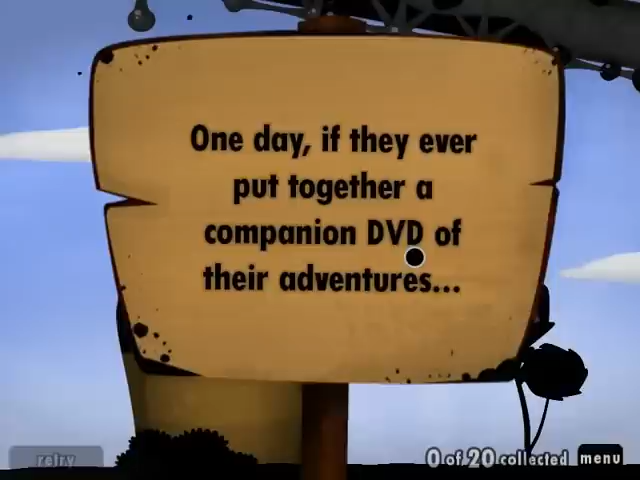 One day, if they ever
put together a
companion DVD of
their adventures...
retry
0 of 20 collected
menu